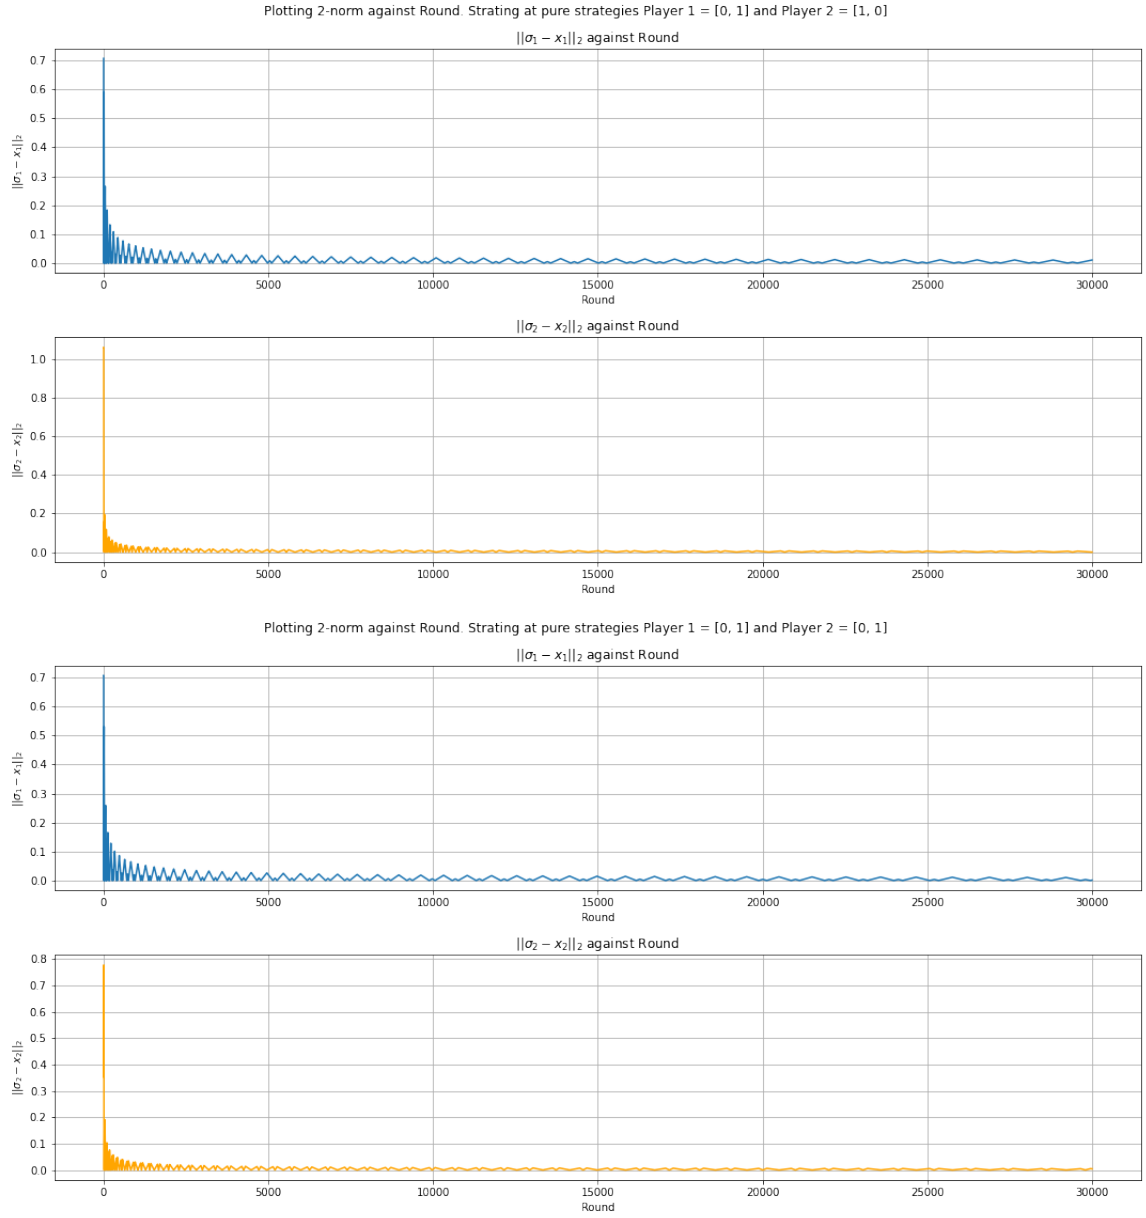 Plotting 2-norm against Round. Strating at pure strategies Player 1 = [0, 1] and Player 2 = [1, 0]
||σ₁ − x₁||₂ against Round
0.7
0.6
0.5
0.4
0.3
0.2
0.1
0.0
||σ₁ − x₁||₂
0 5000 10000 15000 20000 25000 30000
Round
||σ₂ − x₂||₂ against Round
1.0
0.8
0.6
0.4
0.2
0.0
||σ₂ − x₂||₂
0 5000 10000 15000 20000 25000 30000
Round
Plotting 2-norm against Round. Strating at pure strategies Player 1 = [0, 1] and Player 2 = [0, 1]
||σ₁ − x₁||₂ against Round
0.7
0.6
0.5
0.4
0.3
0.2
0.1
0.0
||σ₁ − x₁||₂
0 5000 10000 15000 20000 25000 30000
Round
||σ₂ − x₂||₂ against Round
0.8
0.7
0.6
0.5
0.4
0.3
0.2
0.1
0.0
||σ₂ − x₂||₂
0 5000 10000 15000 20000 25000 30000
Round